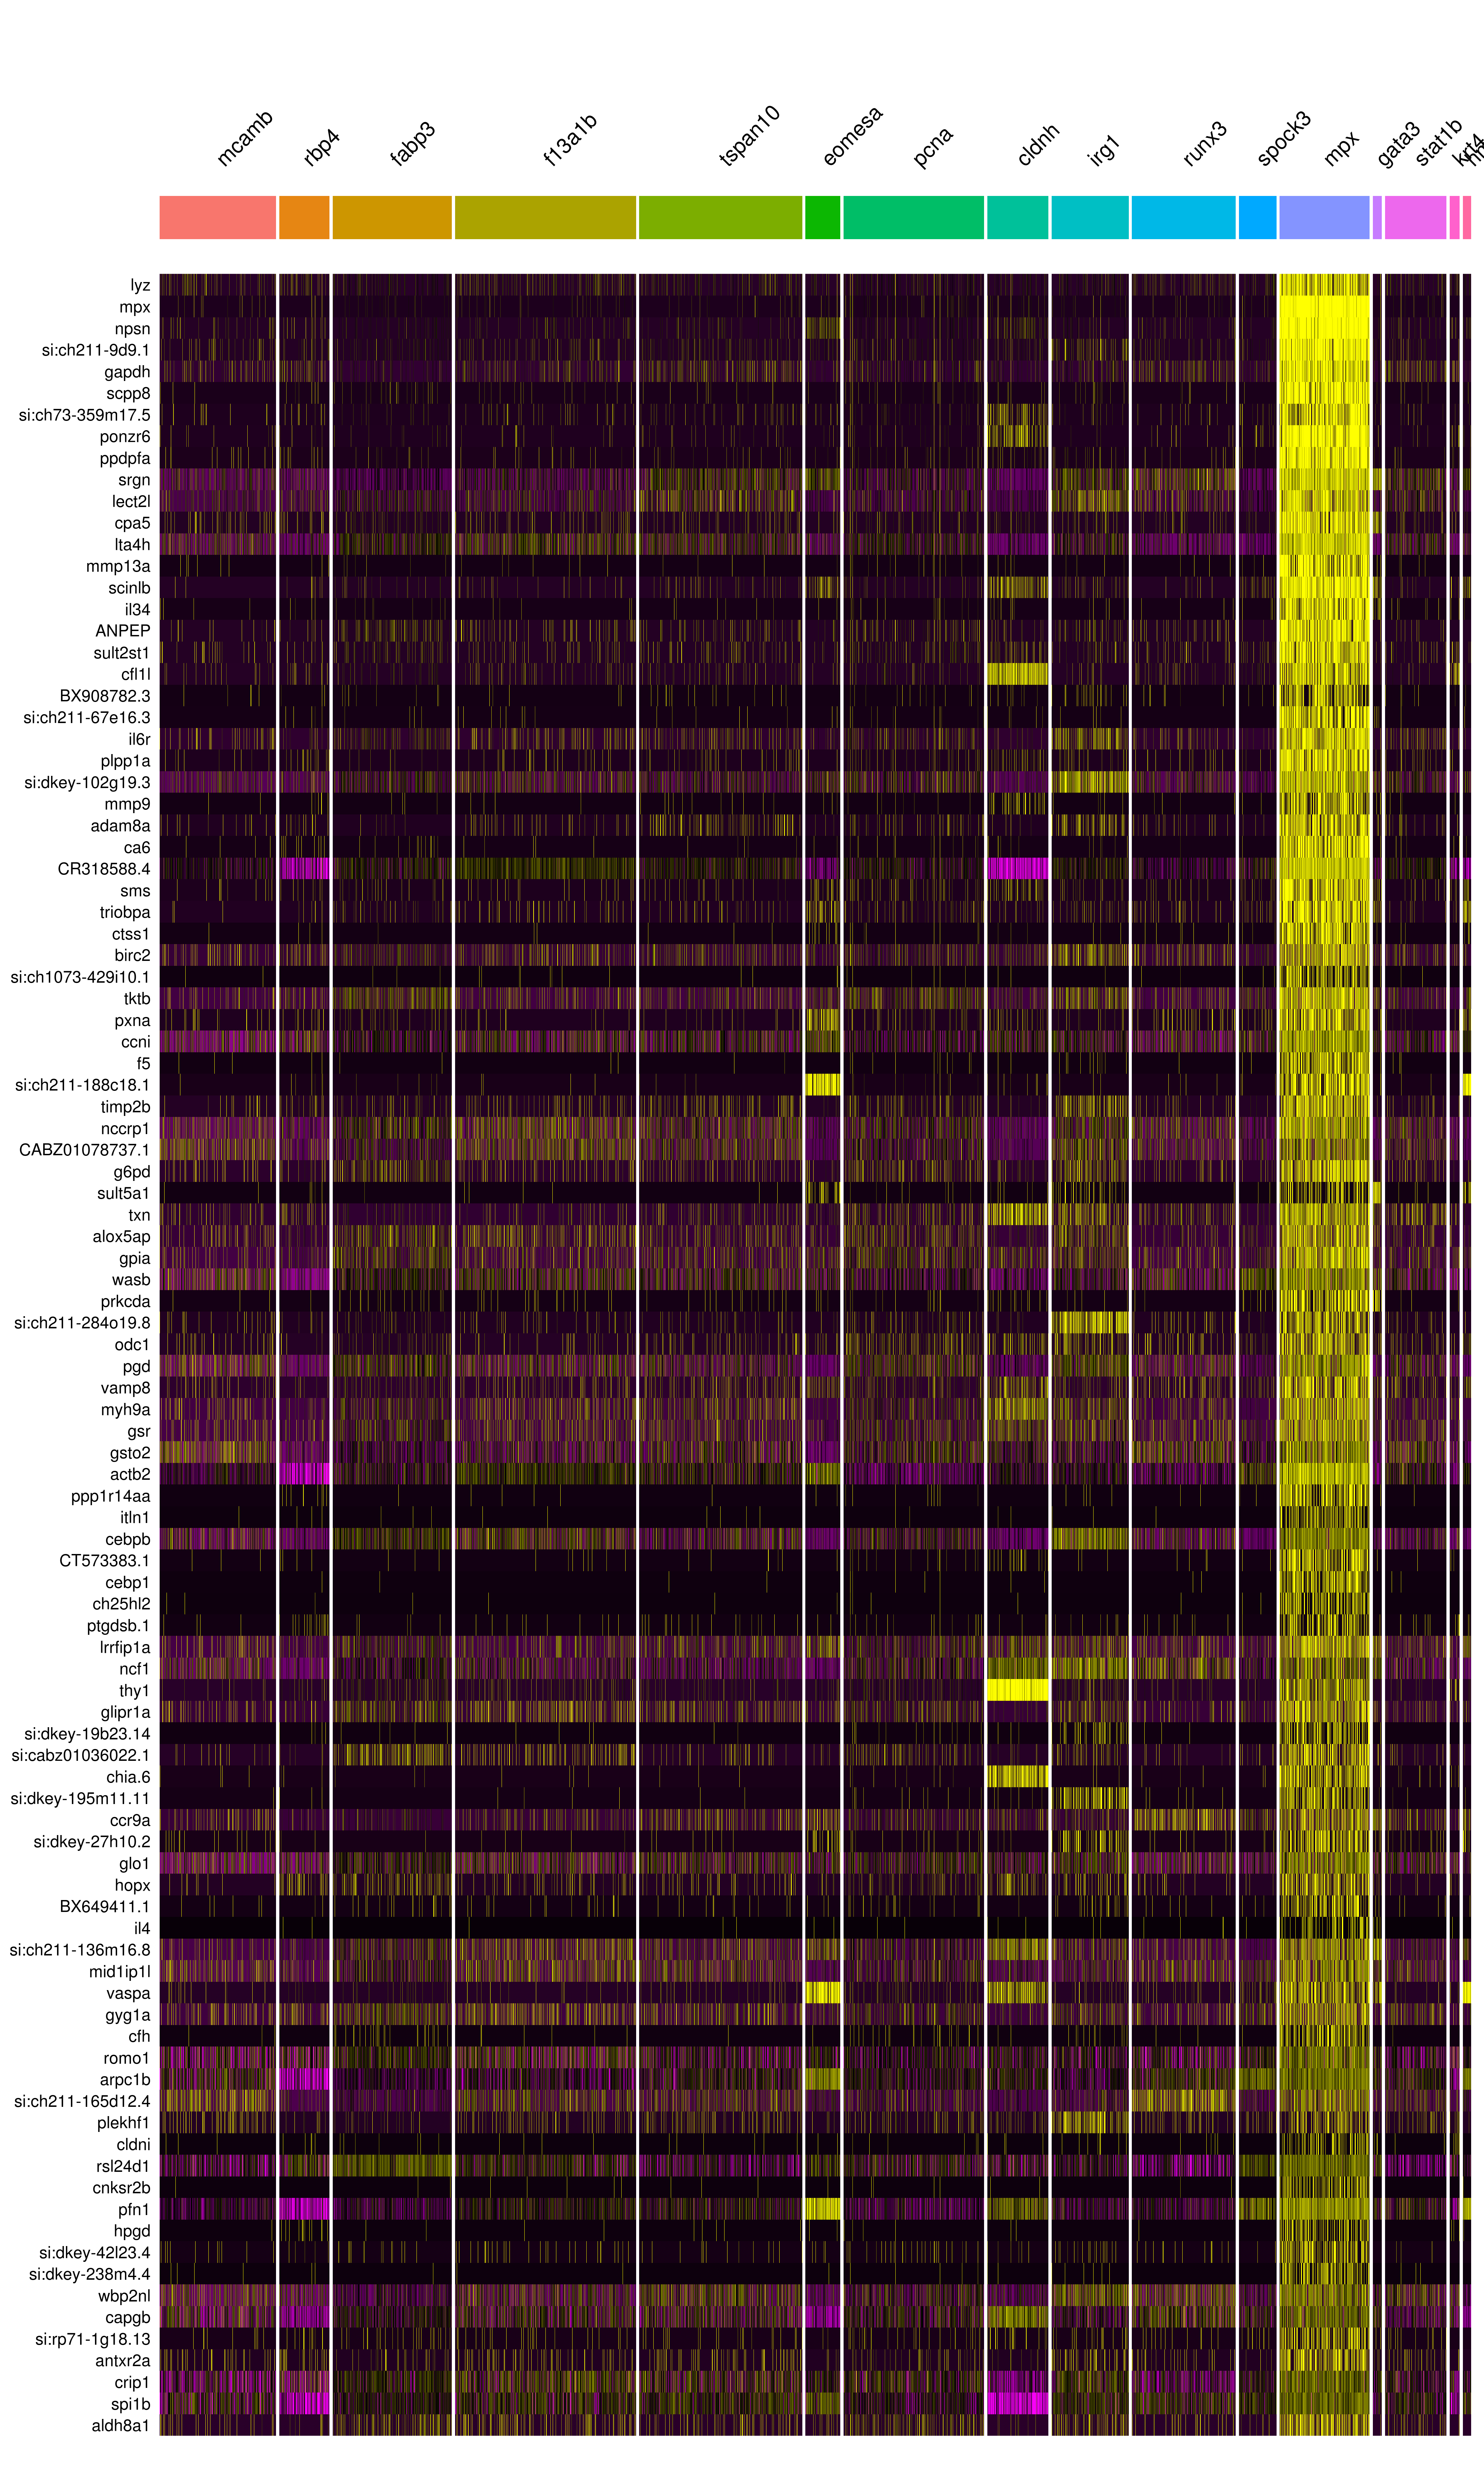 mcamb
rbp4
fabp3
f13a1b
tspan10
eomesa
pcna
cldnh
irg1
runx3
spock3
mpx
gata3
stat1b
krt4
lyz
mpx
npsn
si:ch211-9d9.1
gapdh
scpp8
si:ch73-359m17.5
ponzr6
ppdpfa
srgn
lect2l
cpa5
lta4h
mmp13a
scinlb
il34
ANPEP
sult2st1
cfl1l
BX908782.3
si:ch211-67e16.3
il6r
plpp1a
si:dkey-102g19.3
mmp9
adam8a
ca6
CR318588.4
sms
triobpa
ctss1
birc2
si:ch1073-429i10.1
tktb
pxna
ccni
f5
si:ch211-188c18.1
timp2b
nccrp1
CABZ01078737.1
g6pd
sult5a1
txn
alox5ap
gpia
wasb
prkcda
si:ch211-284o19.8
odc1
pgd
vamp8
myh9a
gsr
gsto2
actb2
ppp1r14aa
itln1
cebpb
CT573383.1
cebp1
ch25hl2
ptgdsb.1
lrrfip1a
ncf1
thy1
glipr1a
si:dkey-19b23.14
si:cabz01036022.1
chia.6
si:dkey-195m11.11
ccr9a
si:dkey-27h10.2
glo1
hopx
BX649411.1
il4
si:ch211-136m16.8
mid1ip1l
vaspa
gyg1a
cfh
romo1
arpc1b
si:ch211-165d12.4
plekhf1
cldni
rsl24d1
cnksr2b
pfn1
hpgd
si:dkey-42l23.4
si:dkey-238m4.4
wbp2nl
capgb
si:rp71-1g18.13
antxr2a
crip1
spi1b
aldh8a1